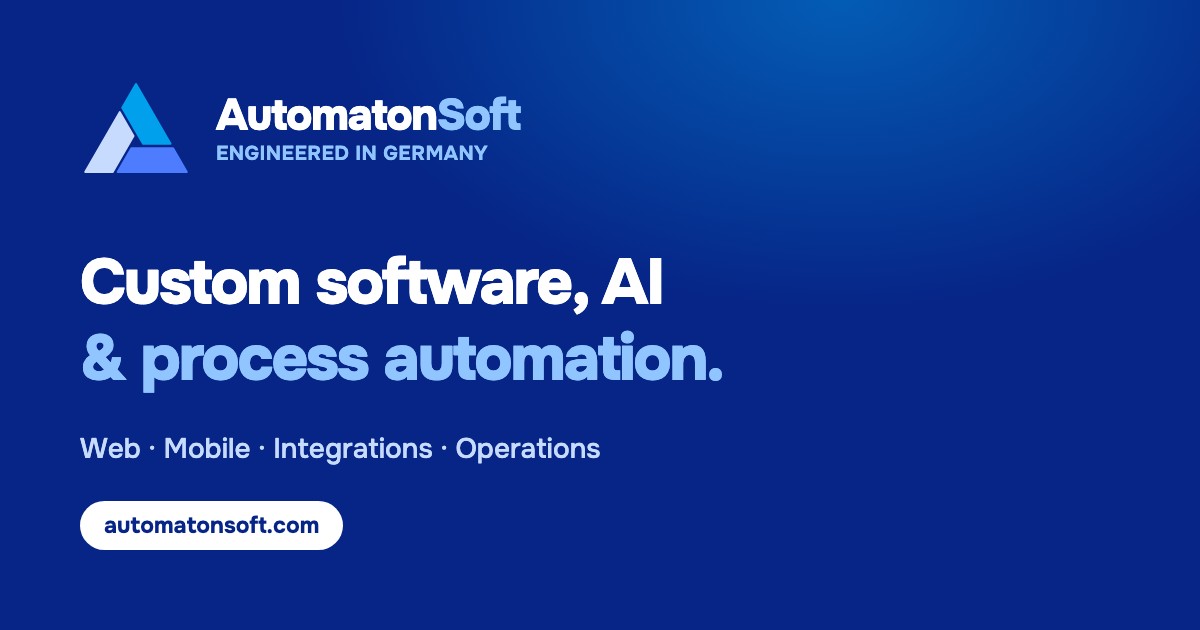 AutomatonSoft
ENGINEERED IN GERMANY
Custom software, AI
& process automation.
Web · Mobile · Integrations · Operations
automatonsoft.com